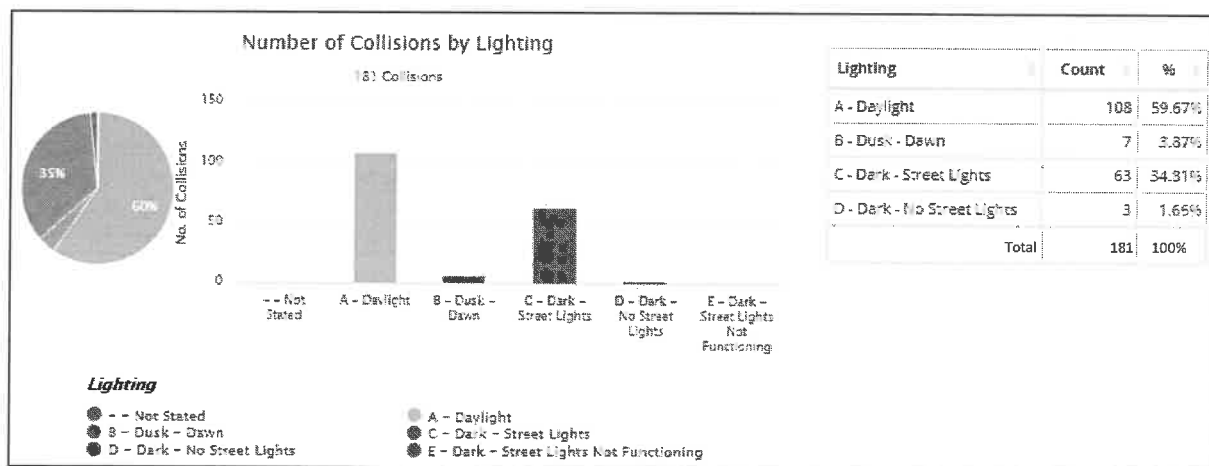 Number of Collisions by Lighting
181 Collisions
150
100
50
0
No. of Collisions
35%
60%
- - Not Stated
A - Daylight
B - Dusk - Dawn
C - Dark - Street Lights
D - Dark - No Street Lights
E - Dark - Street Lights Not Functioning
Lighting Count %
A - Daylight 108 59.67%
B - Dusk - Dawn 7 3.87%
C - Dark - Street Lights 63 34.81%
D - Dark - No Street Lights 3 1.66%
Total 181 100%
Lighting
- - Not Stated
B - Dusk - Dawn
D - Dark - No Street Lights
A - Daylight
C - Dark - Street Lights
E - Dark - Street Lights Not Functioning